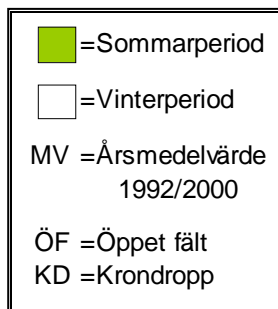 =Sommarperiod
=Vinterperiod
MV =Årsmedelvärde
1992/2000
ÖF =Öppet fält
KD =Krondropp